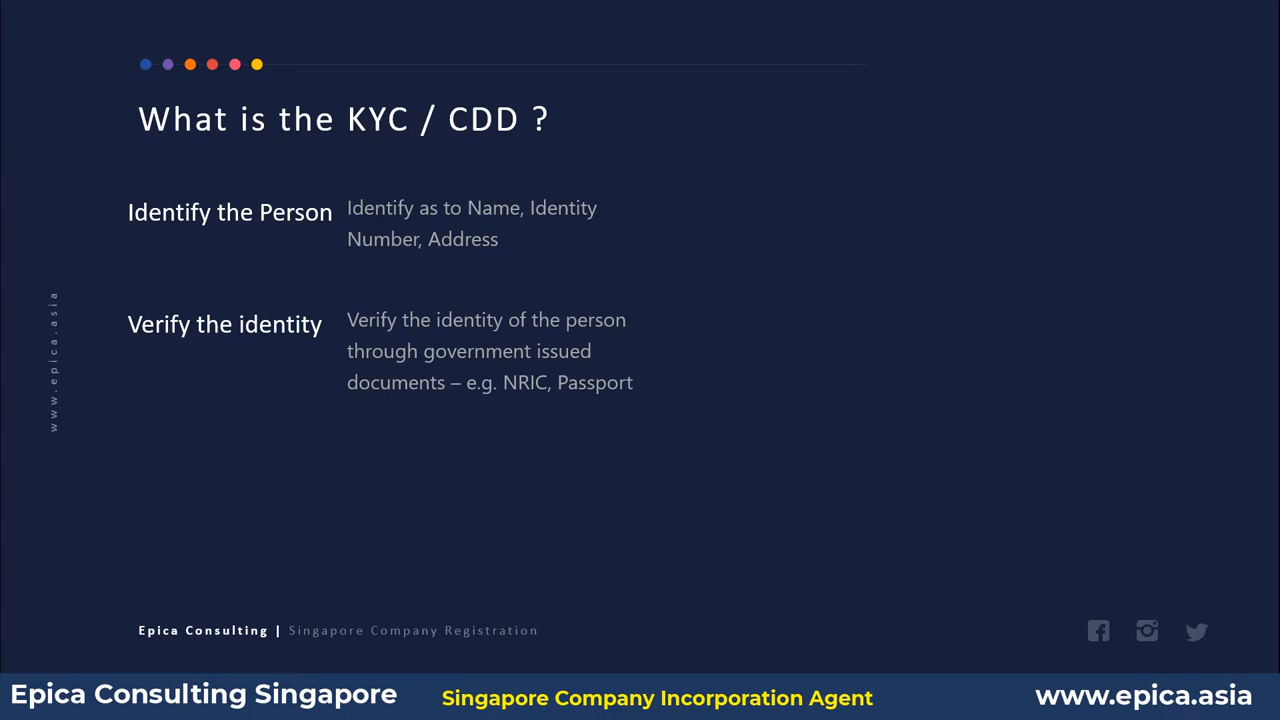 What is the KYC / CDD ?
Identify the Person
Identify as to Name, Identity
Number, Address
Verify the identity
Verify the identity of the person
through government issued
documents – e.g. NRIC, Passport
www.epica.asia
Epica Consulting | Singapore Company Registration
Epica Consulting Singapore
Singapore Company Incorporation Agent
www.epica.asia